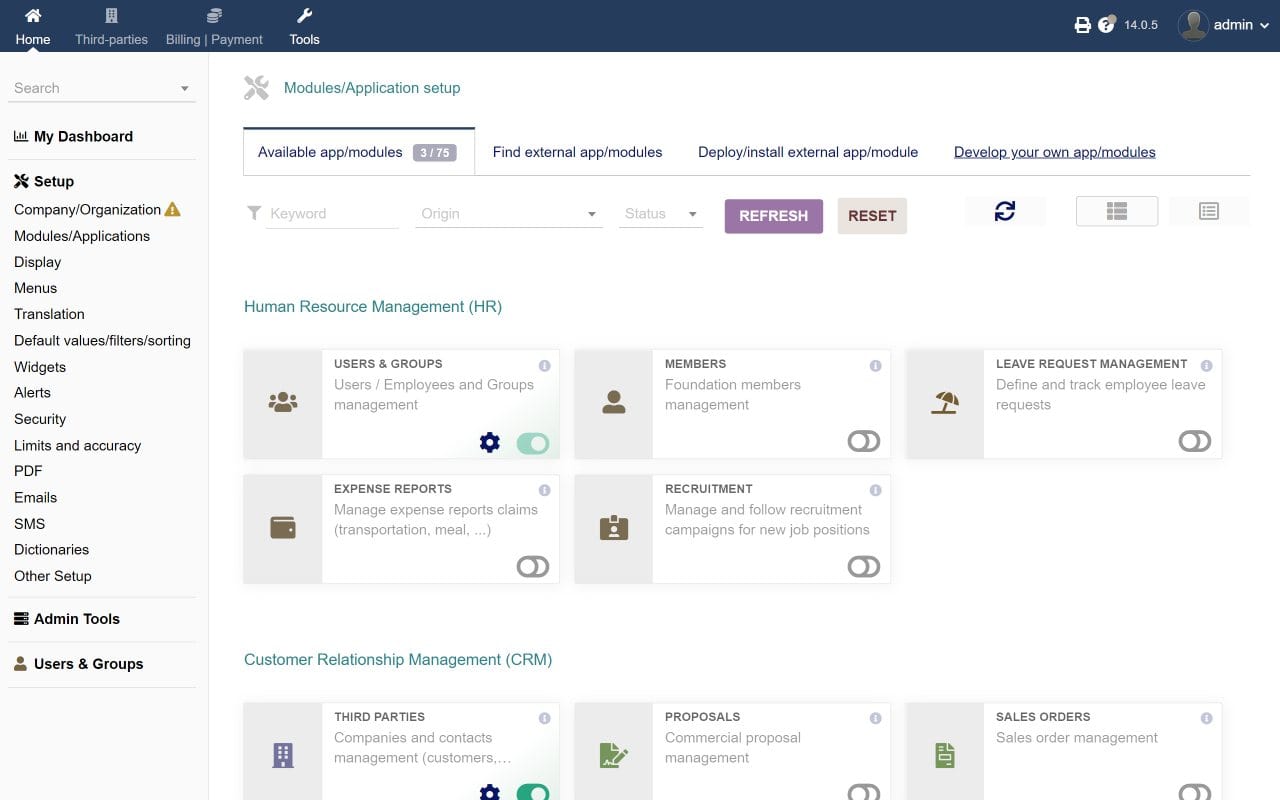 Home
Third-parties
Billing | Payment
Tools
14.0.5
admin
Search
My Dashboard
Setup
Company/Organization
Modules/Applications
Display
Menus
Translation
Default values/filters/sorting
Widgets
Alerts
Security
Limits and accuracy
PDF
Emails
SMS
Dictionaries
Other Setup
Admin Tools
Users & Groups
Modules/Application setup
Available app/modules 3 / 75
Find external app/modules
Deploy/install external app/module
Develop your own app/modules
Keyword
Origin
Status
REFRESH
RESET
Human Resource Management (HR)
USERS & GROUPS
Users / Employees and Groups
management
MEMBERS
Foundation members
management
LEAVE REQUEST MANAGEMENT
Define and track employee leave
requests
EXPENSE REPORTS
Manage expense reports claims
(transportation, meal, ...)
RECRUITMENT
Manage and follow recruitment
campaigns for new job positions
Customer Relationship Management (CRM)
THIRD PARTIES
Companies and contacts
management (customers,...
PROPOSALS
Commercial proposal
management
SALES ORDERS
Sales order management